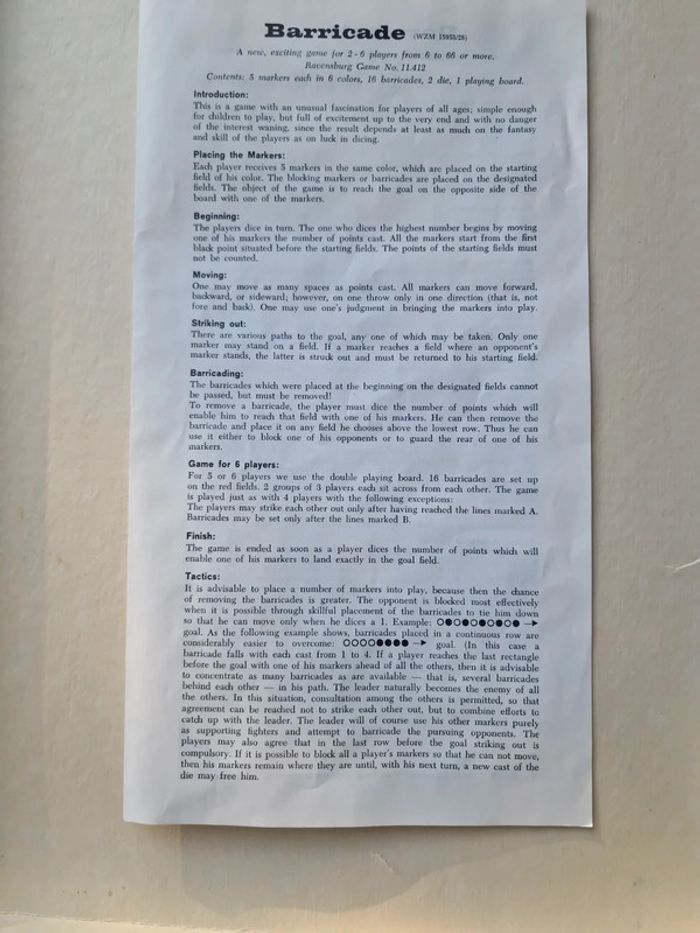 Barricade (WZM 15955/28)
A new, exciting game for 2 - 6 players from 6 to 66 or more.
Ravensburg Game No. 11.412
Contents: 5 markers each in 6 colors, 16 barricades, 2 die, 1 playing board.
Introduction:
This is a game with an unusual fascination for players of all ages; simple enough
for children to play, but full of excitement up to the very end and with no danger
of the interest waning, since the result depends at least as much on the fantasy
and skill of the players as on luck in dicing.
Placing the Markers:
Each player receives 5 markers in the same color, which are placed on the starting
field of his color. The blocking markers or barricades are placed on the designated
fields. The object of the game is to reach the goal on the opposite side of the
board with one of the markers.
Beginning:
The players dice in turn. The one who dices the highest number begins by moving
one of his markers the number of points cast. All the markers start from the first
black point situated before the starting fields. The points of the starting fields must
not be counted.
Moving:
One may move as many spaces as points cast. All markers can move forward,
backward, or sideward; however, on one throw only in one direction (that is, not
fore and back). One may use one's judgment in bringing the markers into play.
Striking out:
There are various paths to the goal, any one of which may be taken. Only one
marker may stand on a field. If a marker reaches a field where an opponent's
marker stands, the latter is struck out and must be returned to his starting field.
Barricading:
The barricades which were placed at the beginning on the designated fields cannot
be passed, but must be removed!
To remove a barricade, the player must dice the number of points which will
enable him to reach that field with one of his markers. He can then remove the
barricade and place it on any field he chooses above the lowest row. Thus he can
use it either to block one of his opponents or to guard the rear of one of his
markers.
Game for 6 players:
For 5 or 6 players we use the double playing board. 16 barricades are set up
on the red fields. 2 groups of 3 players each sit across from each other. The game
is played just as with 4 players with the following exceptions:
The players may strike each other out only after having reached the lines marked A.
Barricades may be set only after the lines marked B.
Finish:
The game is ended as soon as a player dices the number of points which will
enable one of his markers to land exactly in the goal field.
Tactics:
It is advisable to place a number of markers into play, because then the chance
of removing the barricades is greater. The opponent is blocked most effectively
when it is possible through skillful placement of the barricades to tie him down
so that he can move only when he dices a 1. Example: ○●○●○●○●○● →
goal. As the following example shows, barricades placed in a continuous row are
considerably easier to overcome: ○○○○●●●● → goal. (In this case a
barricade falls with each cast from 1 to 4. If a player reaches the last rectangle
before the goal with one of his markers ahead of all the others, then it is advisable
to concentrate as many barricades as are available — that is, several barricades
behind each other — in his path. The leader naturally becomes the enemy of all
the others. In this situation, consultation among the others is permitted, so that
agreement can be reached not to strike each other out, but to combine efforts to
catch up with the leader. The leader will of course use his other markers purely
as supporting fighters and attempt to barricade the pursuing opponents. The
players may also agree that in the last row before the goal striking out is
compulsory. If it is possible to block all a player's markers so that he can not move,
then his markers remain where they are until, with his next turn, a new cast of the
die may free him.